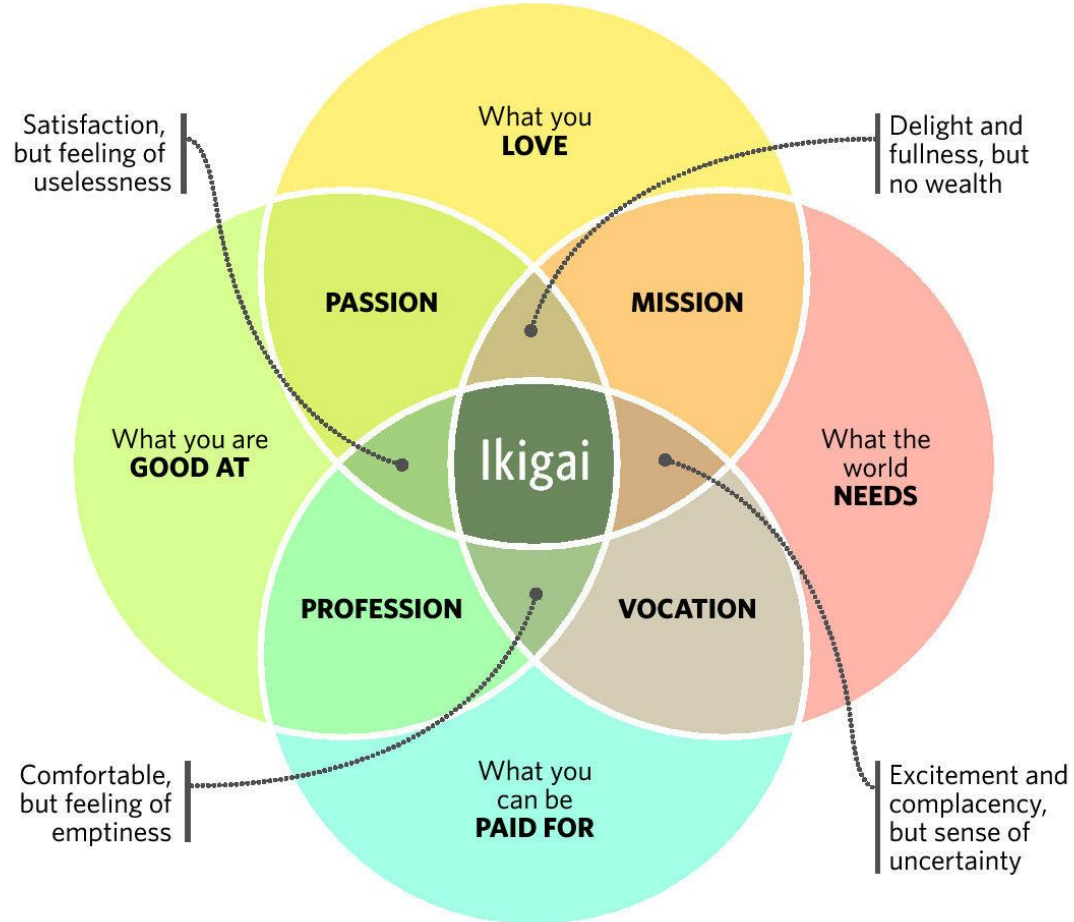 What you
LOVE
Satisfaction,
but feeling of
uselessness
Delight and
fullness, but
no wealth
PASSION
MISSION
What you are
GOOD AT
Ikigai
What the
world
NEEDS
PROFESSION
VOCATION
Comfortable,
but feeling of
emptiness
What you
can be
PAID FOR
Excitement and
complacency,
but sense of
uncertainty